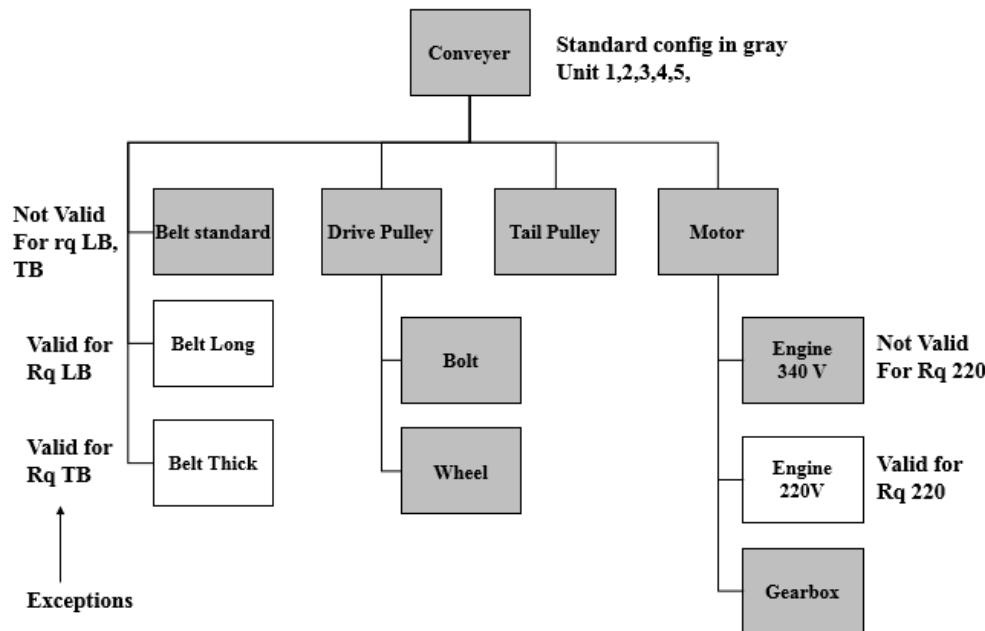 Conveyer
Standard config in gray
Unit 1,2,3,4,5,
Not Valid
For rq LB,
TB
Belt standard
Drive Pulley
Tail Pulley
Motor
Valid for
Rq LB
Belt Long
Bolt
Engine
340 V
Not Valid
For Rq 220
Valid for
Rq TB
Belt Thick
Wheel
Engine
220V
Valid for
Rq 220
Exceptions
Gearbox